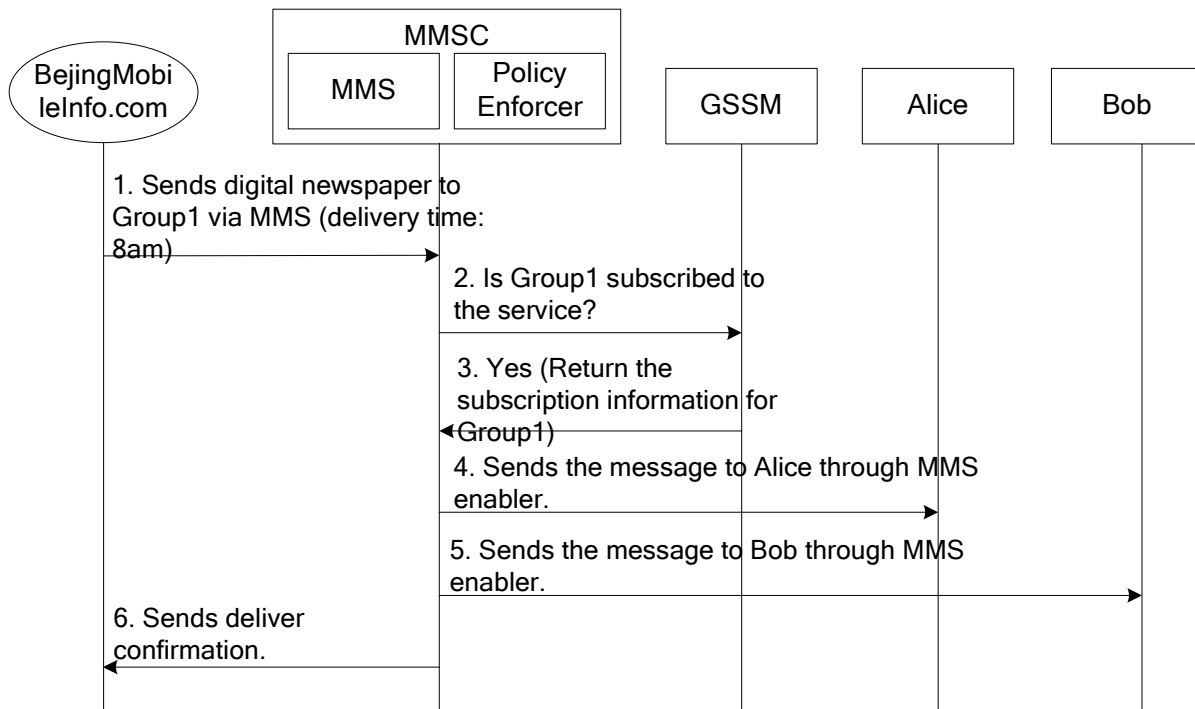 MMSC
BejingMobi
leInfo.com
MMS
Policy
Enforcer
GSSM
Alice
Bob
1. Sends digital newspaper to
Group1 via MMS (delivery time:
8am)
2. Is Group1 subscribed to
the service?
3. Yes (Return the
subscription information for
Group1)
4. Sends the message to Alice through MMS
enabler.
5. Sends the message to Bob through MMS
enabler.
6. Sends deliver
confirmation.